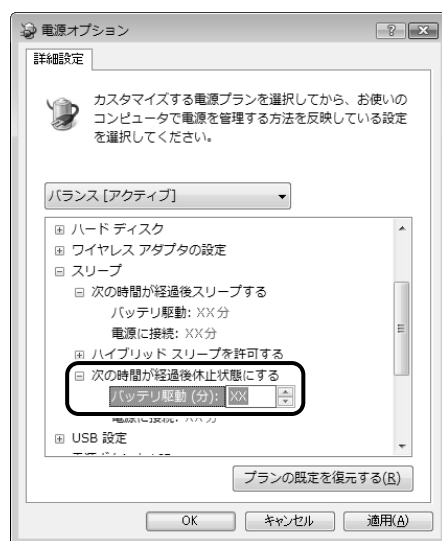 電源オプション
詳細設定
カスタマイズする電源プランを選択してから、お使いの
コンピュータで電源を管理する方法を反映している設定
を選択してください。
バランス [アクティブ]
ハード ディスク
ワイヤレス アダプタの設定
スリープ
次の時間が経過後スリープする
バッテリ駆動: XX分
電源に接続: XX分
ハイブリッド スリープを許可する
次の時間が経過後休止状態にする
バッテリ駆動 (分): XX
電源に接続: XX分
USB 設定
プランの既定を復元する(R)
OK キャンセル 適用(A)